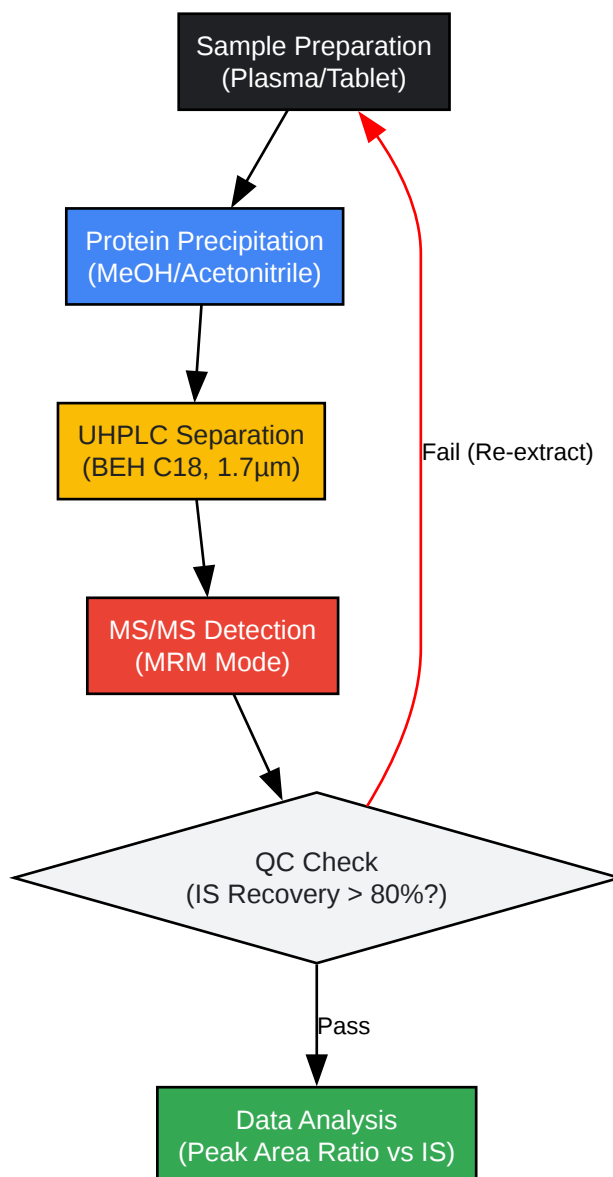 Sample Preparation
(Plasma/Tablet)
Protein Precipitation
(MeOH/Acetonitrile)
UHPLC Separation
(BEH C18, 1.7µm)
Fail (Re-extract)
MS/MS Detection
(MRM Mode)
QC Check
(IS Recovery > 80%?)
Pass
Data Analysis
(Peak Area Ratio vs IS)